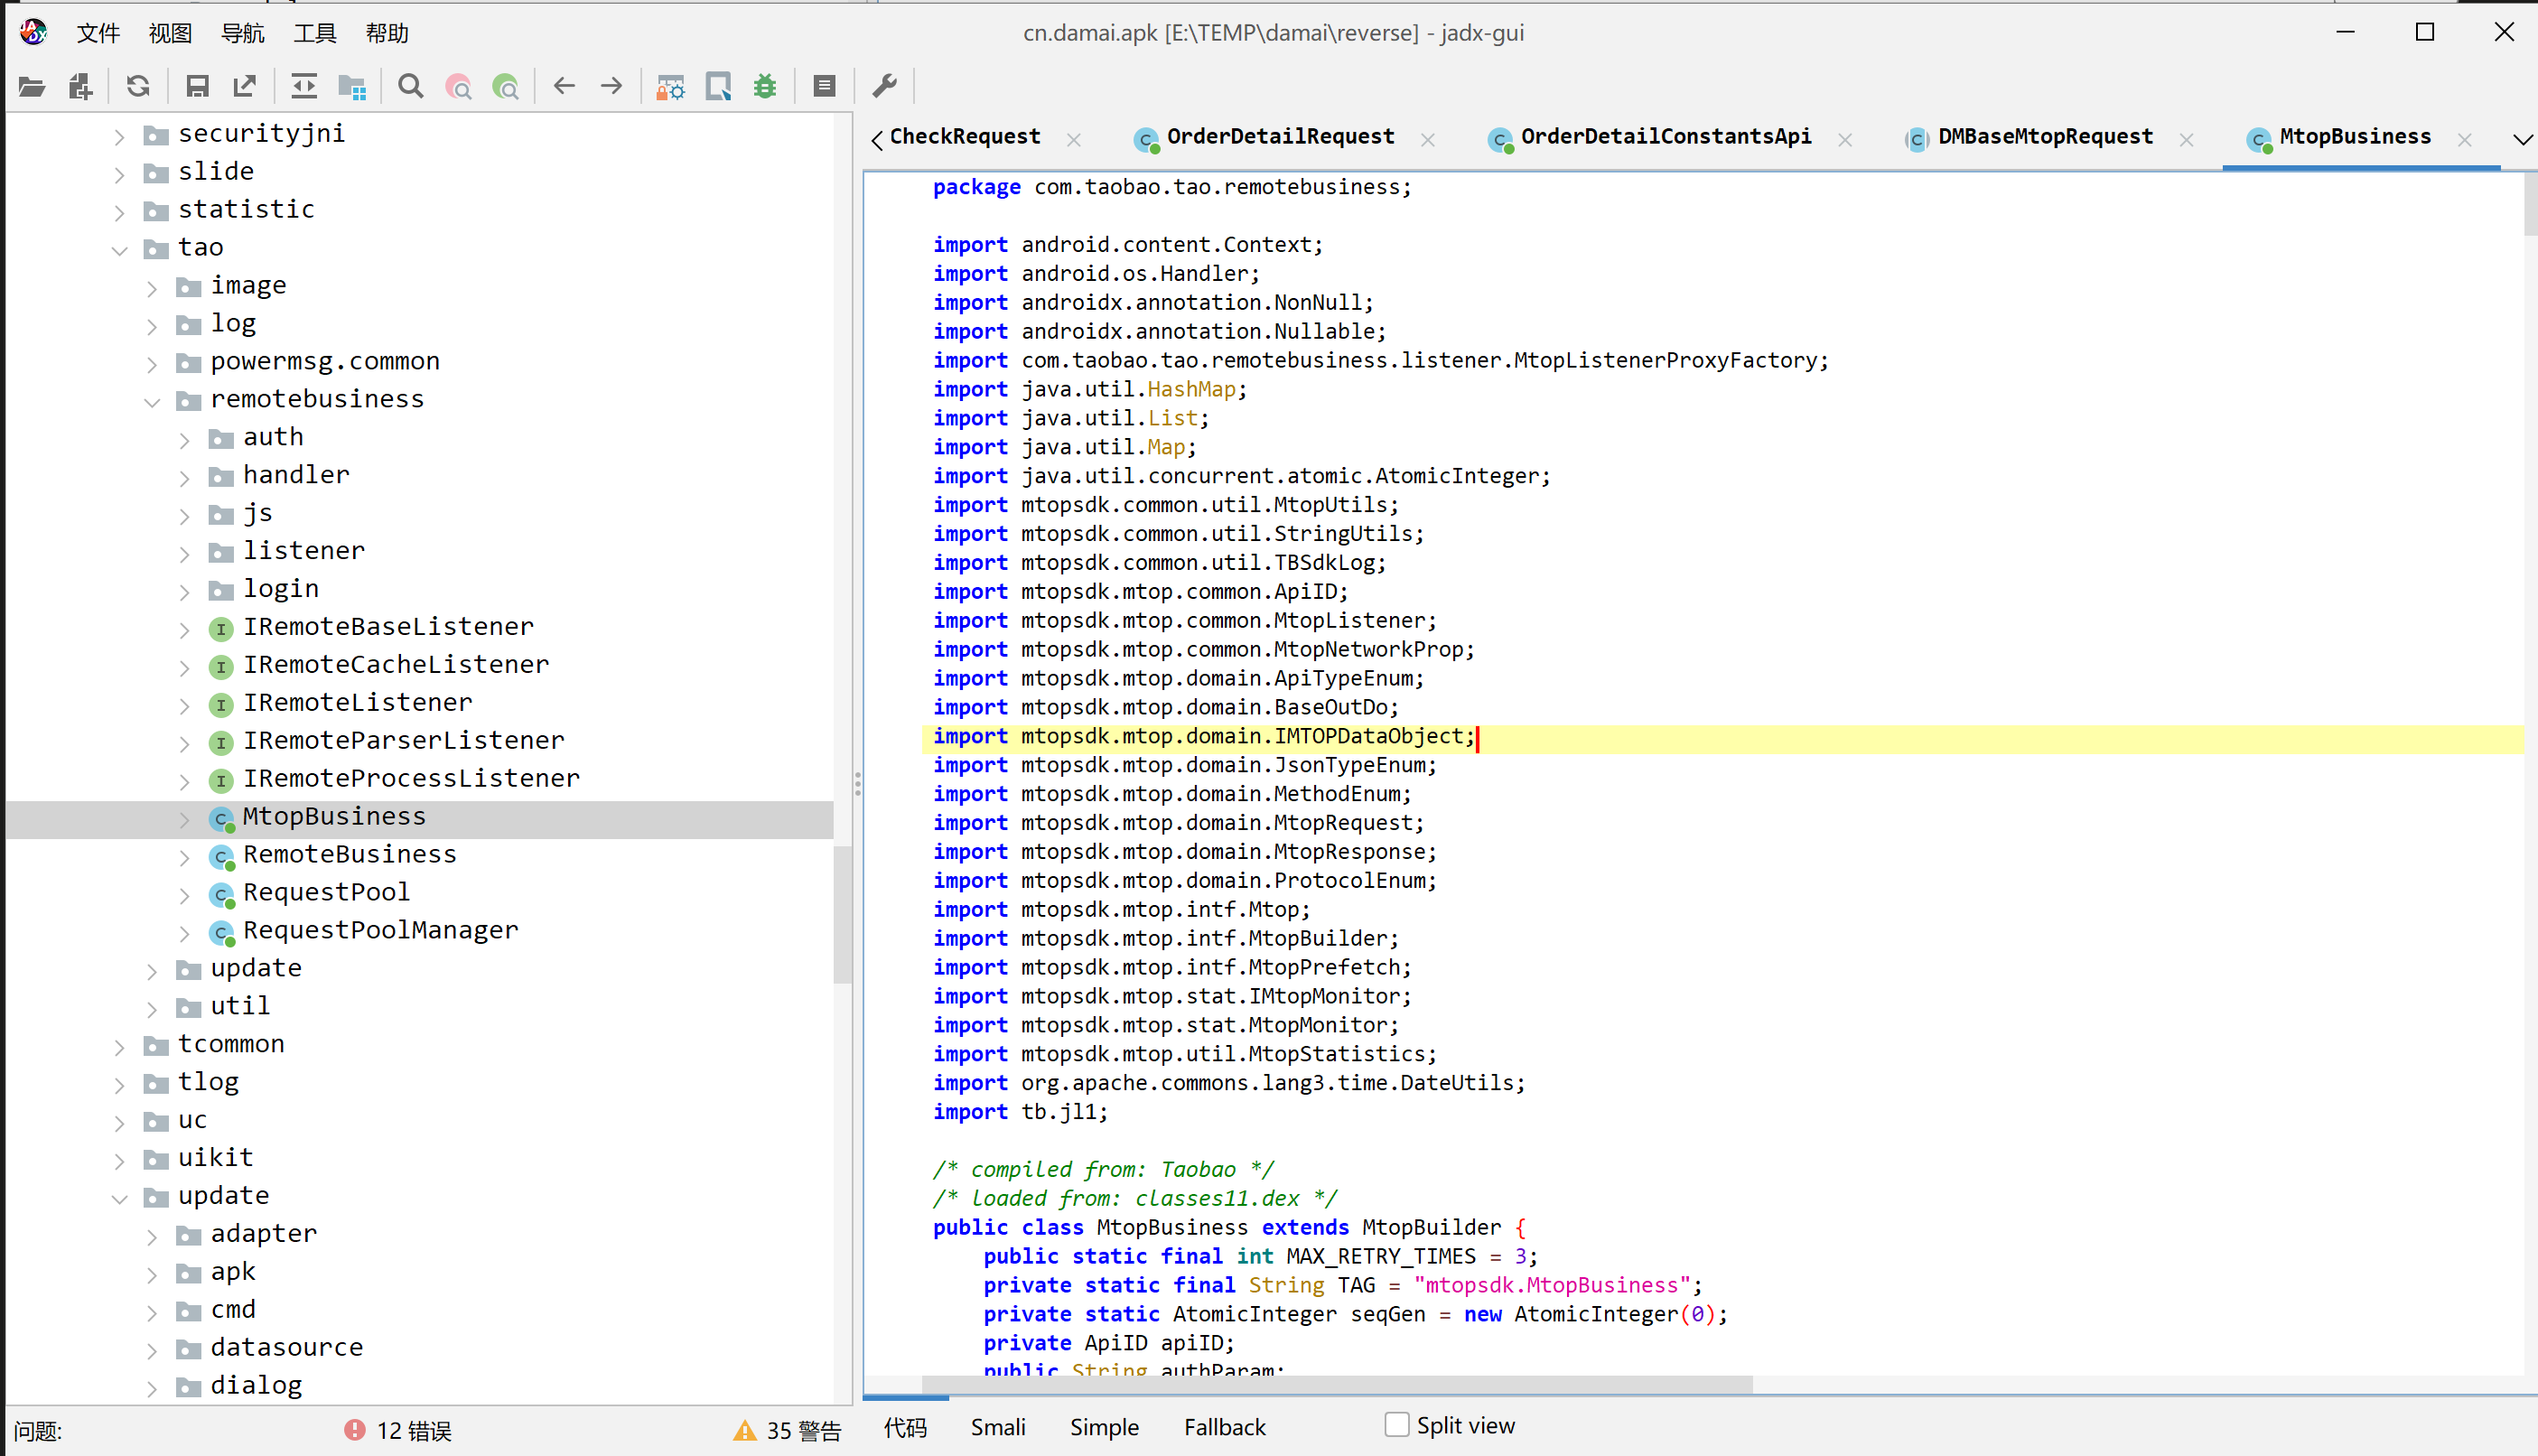 cn.damai.apk [E:\TEMP\damai\reverse] - jadx-gui
文件 视图 导航 工具 帮助
securityjni
slide
statistic
tao
image
log
powermsg.common
remotebusiness
auth
handler
js
listener
login
IRemoteBaseListener
IRemoteCacheListener
IRemoteListener
IRemoteParserListener
IRemoteProcessListener
MtopBusiness
RemoteBusiness
RequestPool
RequestPoolManager
update
util
tcommon
tlog
uc
uikit
update
adapter
apk
cmd
datasource
dialog
问题: 12 错误 35 警告
CheckRequest OrderDetailRequest OrderDetailConstantsApi DMBaseMtopRequest MtopBusiness
package com.taobao.tao.remotebusiness;
import android.content.Context;
import android.os.Handler;
import androidx.annotation.NonNull;
import androidx.annotation.Nullable;
import com.taobao.tao.remotebusiness.listener.MtopListenerProxyFactory;
import java.util.HashMap;
import java.util.List;
import java.util.Map;
import java.util.concurrent.atomic.AtomicInteger;
import mtopsdk.common.util.MtopUtils;
import mtopsdk.common.util.StringUtils;
import mtopsdk.common.util.TBSdkLog;
import mtopsdk.mtop.common.ApiID;
import mtopsdk.mtop.common.MtopListener;
import mtopsdk.mtop.common.MtopNetworkProp;
import mtopsdk.mtop.domain.ApiTypeEnum;
import mtopsdk.mtop.domain.BaseOutDo;
import mtopsdk.mtop.domain.IMTOPDataObject;
import mtopsdk.mtop.domain.JsonTypeEnum;
import mtopsdk.mtop.domain.MethodEnum;
import mtopsdk.mtop.domain.MtopRequest;
import mtopsdk.mtop.domain.MtopResponse;
import mtopsdk.mtop.domain.ProtocolEnum;
import mtopsdk.mtop.intf.Mtop;
import mtopsdk.mtop.intf.MtopBuilder;
import mtopsdk.mtop.intf.MtopPrefetch;
import mtopsdk.mtop.stat.IMtopMonitor;
import mtopsdk.mtop.stat.MtopMonitor;
import mtopsdk.mtop.util.MtopStatistics;
import org.apache.commons.lang3.time.DateUtils;
import tb.jl1;
/* compiled from: Taobao */
/* loaded from: classes11.dex */
public class MtopBusiness extends MtopBuilder {
public static final int MAX_RETRY_TIMES = 3;
private static final String TAG = "mtopsdk.MtopBusiness";
private static AtomicInteger seqGen = new AtomicInteger(0);
private ApiID apiID;
public String authParam;
代码 Smali Simple Fallback Split view